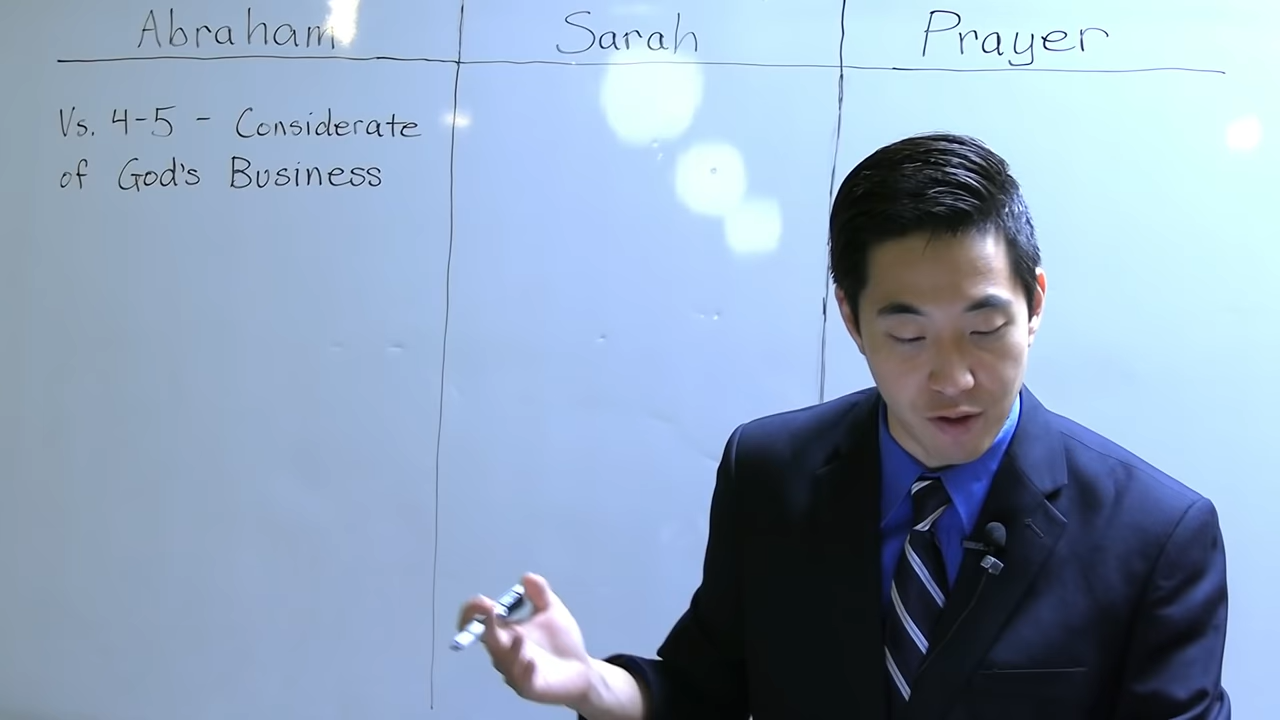 Abraham
Sarah
Prayer
Vs. 4-5 - Considerate
of God's Business